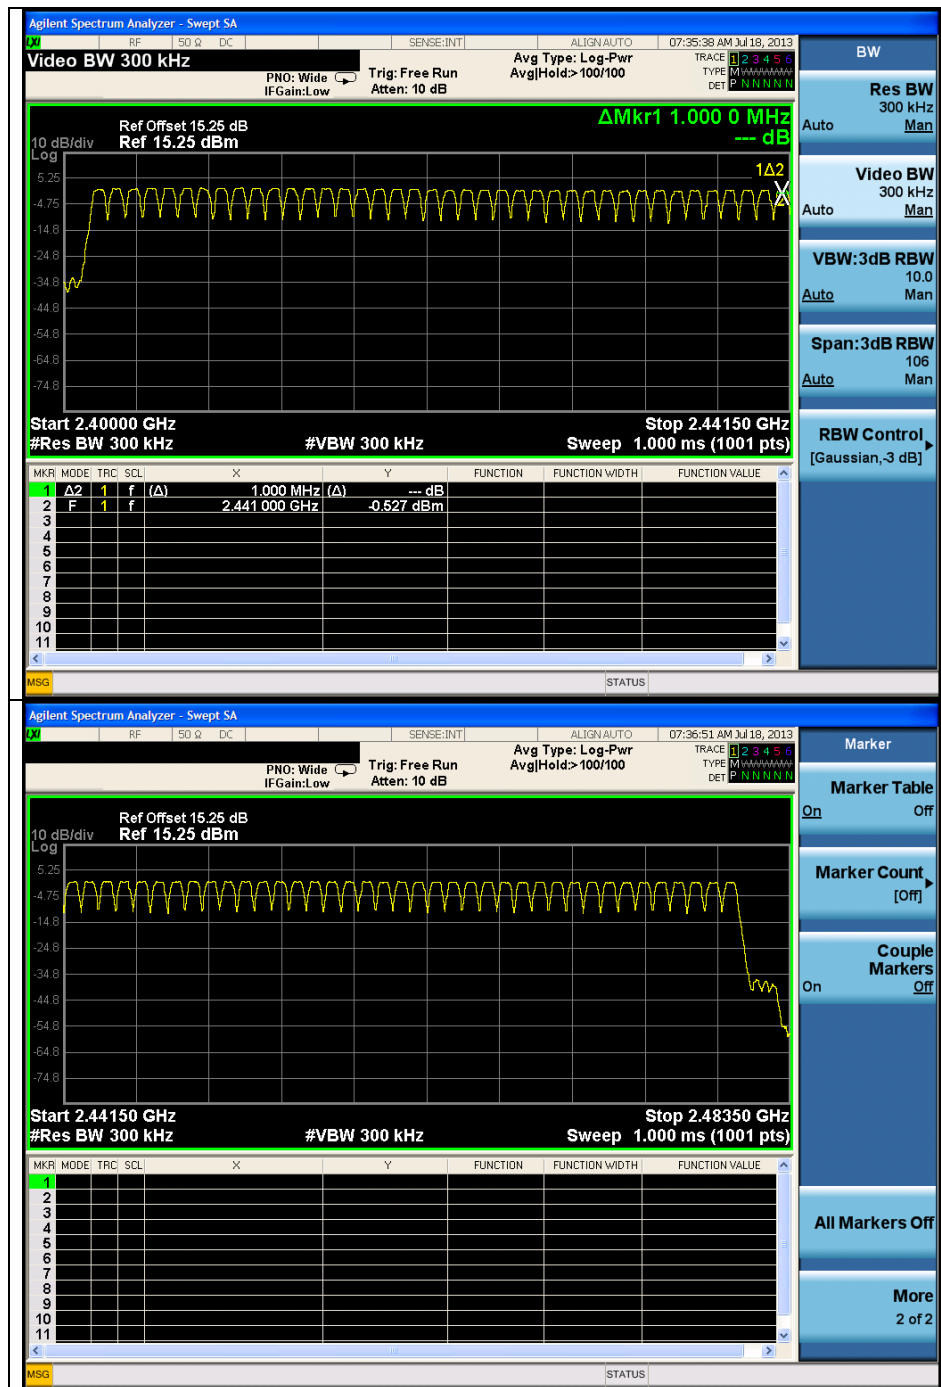 Agilent Spectrum Analyzer - Swept SA
LXI RF 50 Ω DC SENSE:INT ALIGN AUTO 07:35:38 AM Jul 18, 2013
Video BW 300 kHz
PNO: Wide
IFGain:Low
Trig: Free Run
Atten: 10 dB
Avg Type: Log-Pwr
Avg|Hold:>100/100
TRACE 1 2 3 4 5 6
TYPE M WWWWW
DET P N N N N N
BW
Ref Offset 15.25 dB
10 dB/div Ref 15.25 dBm
Log
ΔMkr1 1.000 0 MHz
--- dB
1Δ2
5.25
-4.75
-14.8
-24.8
-34.8
-44.8
-54.8
-64.8
-74.8
Start 2.40000 GHz Stop 2.44150 GHz
#Res BW 300 kHz #VBW 300 kHz Sweep 1.000 ms (1001 pts)
MKR MODE TRC SCL X Y FUNCTION FUNCTION WIDTH FUNCTION VALUE
1 Δ2 1 f (Δ) 1.000 MHz (Δ) --- dB
2 F 1 f 2.441 000 GHz -0.527 dBm
3
4
5
6
7
8
9
10
11
MSG STATUS
Res BW
300 kHz
Auto Man
Video BW
300 kHz
Auto Man
VBW:3dB RBW
10.0
Auto Man
Span:3dB RBW
106
Auto Man
RBW Control
[Gaussian,-3 dB]
Agilent Spectrum Analyzer - Swept SA
LXI RF 50 Ω DC SENSE:INT ALIGN AUTO 07:36:51 AM Jul 18, 2013
PNO: Wide
IFGain:Low
Trig: Free Run
Atten: 10 dB
Avg Type: Log-Pwr
Avg|Hold:>100/100
TRACE 1 2 3 4 5 6
TYPE M WWWWW
DET P N N N N N
Marker
Ref Offset 15.25 dB
10 dB/div Ref 15.25 dBm
Log
5.25
-4.75
-14.8
-24.8
-34.8
-44.8
-54.8
-64.8
-74.8
Start 2.44150 GHz Stop 2.48350 GHz
#Res BW 300 kHz #VBW 300 kHz Sweep 1.000 ms (1001 pts)
MKR MODE TRC SCL X Y FUNCTION FUNCTION WIDTH FUNCTION VALUE
1
2
3
4
5
6
7
8
9
10
11
MSG STATUS
Marker Table
On Off
Marker Count
[Off]
Couple
Markers
On Off
All Markers Off
More
2 of 2